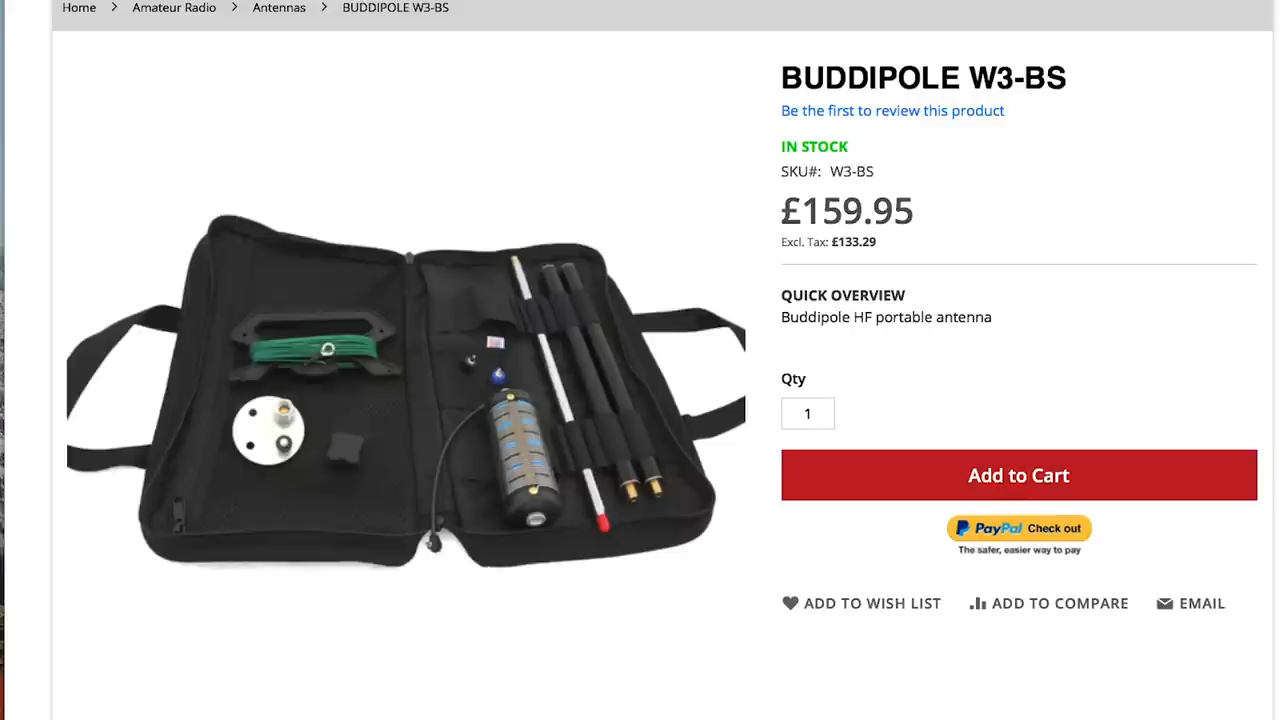 Home > Amateur Radio > Antennas > BUDDIPOLE W3-BS
BUDDIPOLE W3-BS
Be the first to review this product
IN STOCK
SKU#: W3-BS
£159.95
Excl. Tax: £133.29
QUICK OVERVIEW
Buddipole HF portable antenna
Qty
1
Add to Cart
PayPal Check out
The safer, easier way to pay
ADD TO WISH LIST ADD TO COMPARE EMAIL